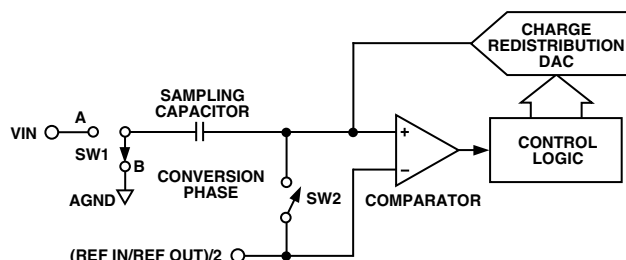 CHARGE
REDISTRIBUTION
DAC
SAMPLING
CAPACITOR
A
VIN
+
CONTROL
LOGIC
SW1
B
−
CONVERSION
PHASE
SW2
COMPARATOR
AGND
(REF IN/REF OUT)/2